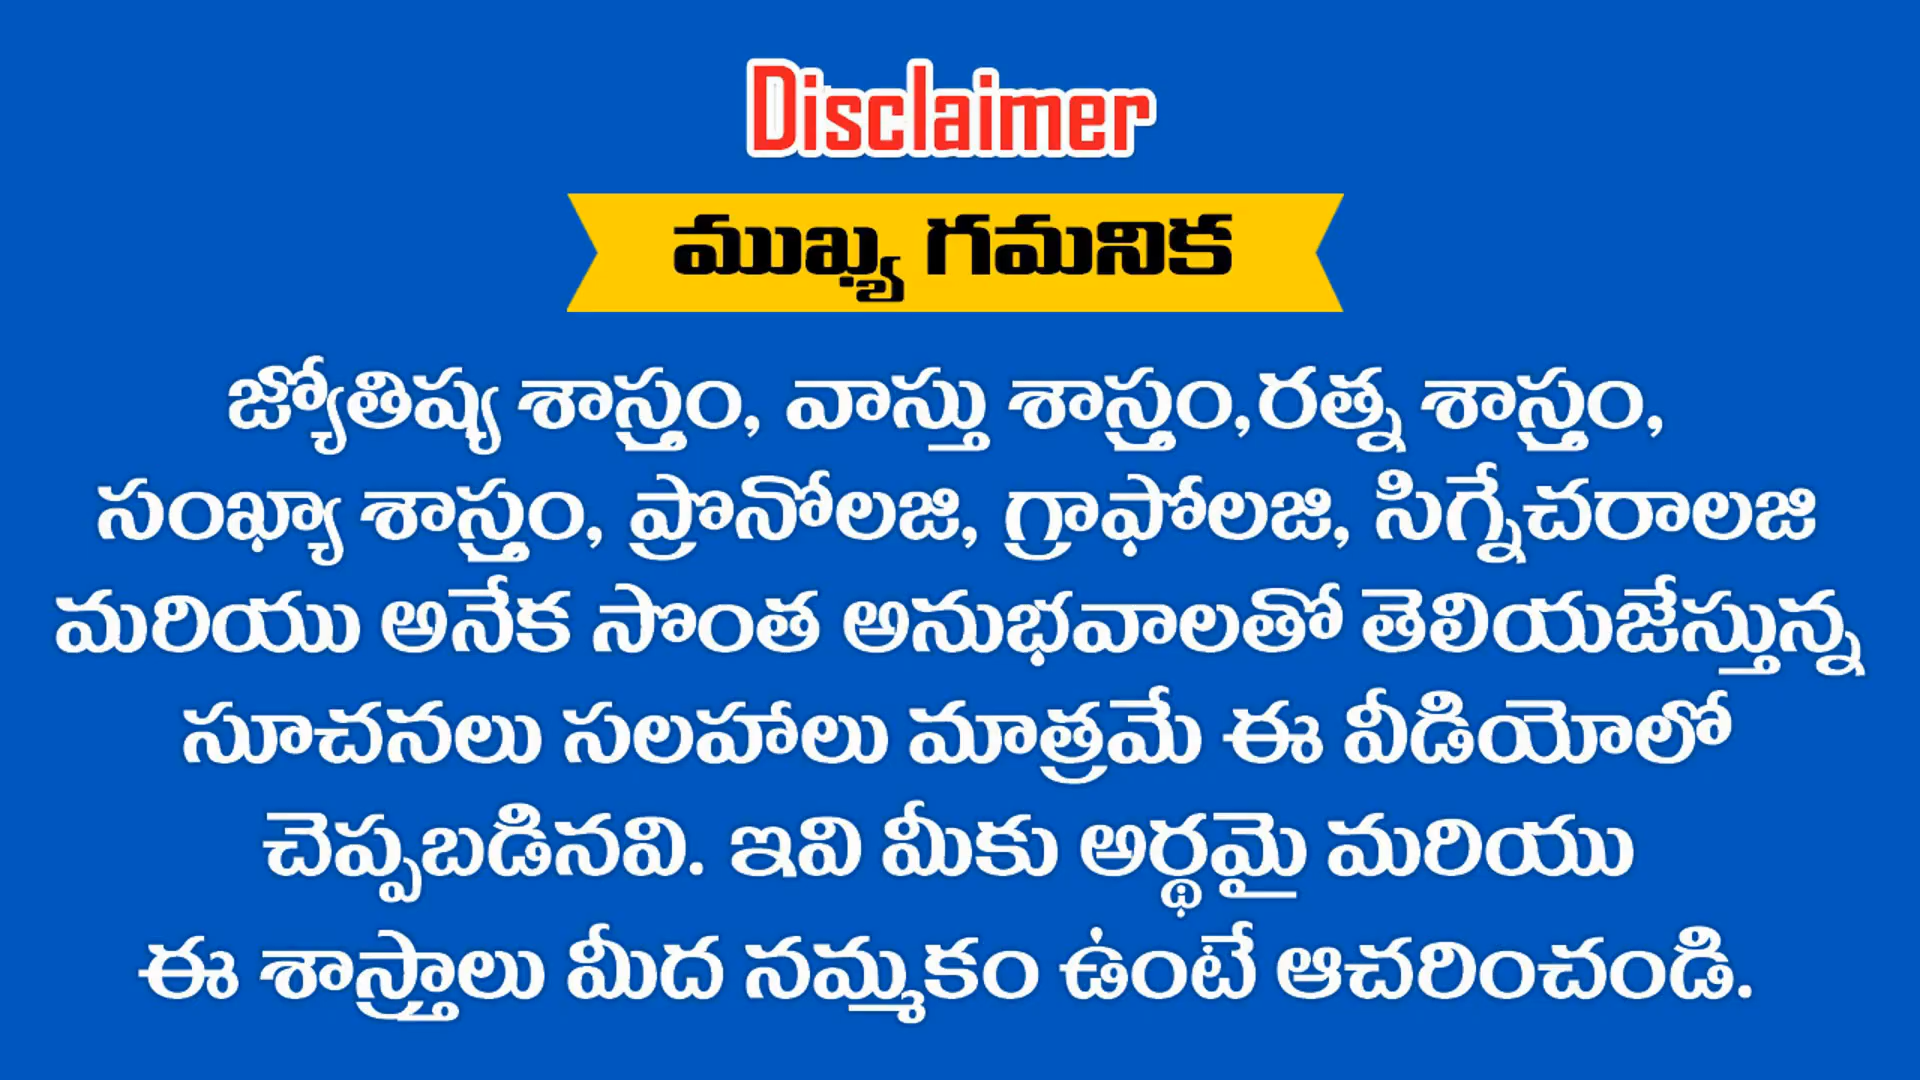 Disclaimer
ముఖ్య గమనిక
జ్యోతిష్య శాస్త్రం, వాస్తు శాస్త్రం,రత్న శాస్త్రం,
సంఖ్యా శాస్త్రం, ప్రొనోలజి, గ్రాఫోలజి, సిగ్నేచరాలజి
మరియు అనేక సొంత అనుభవాలతో తెలియజేస్తున్న
సూచనలు సలహాలు మాత్రమే ఈ వీడియోలో
చెప్పబడినవి. ఇవి మీకు అర్థమై మరియు
ఈ శాస్త్రాలు మీద నమ్మకం ఉంటే ఆచరించండి.